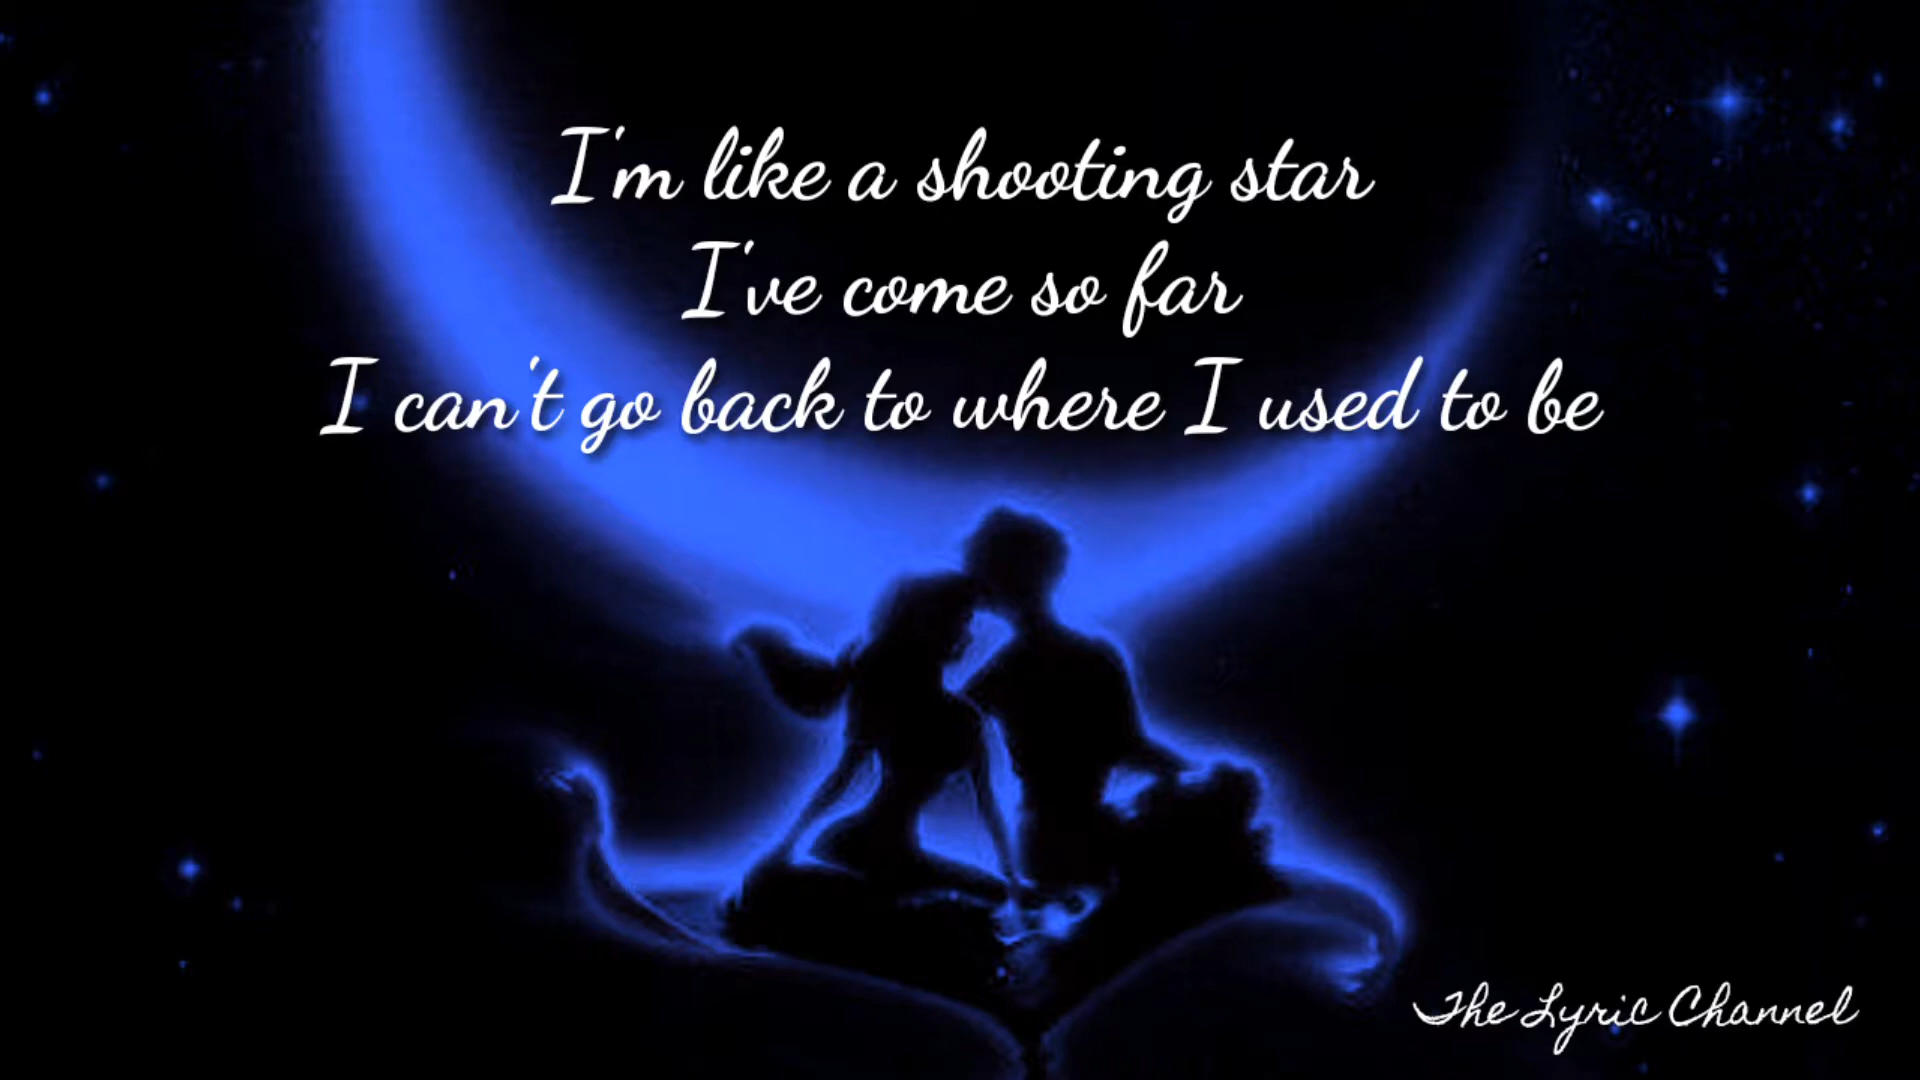 I'm like a shooting star
I've come so far
I can't go back to where I used to be
The Lyric Channel